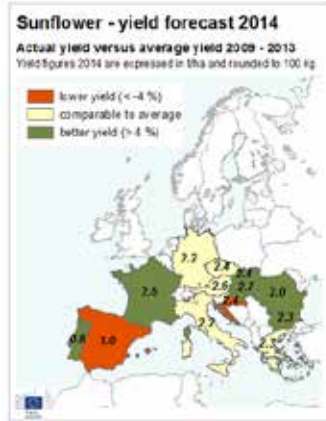 Sunflower - yield forecast 2014
Actual yield versus average yield 2009 - 2013
Yield figures 2014 are expressed in t/ha and rounded to 100 kg
lower yield (< -4 %)
comparable to average
better yield (> 4 %)
2.2
2.4
2.4
2.6
2.7
2.0
2.4
2.3
2.2
0.6
1.0